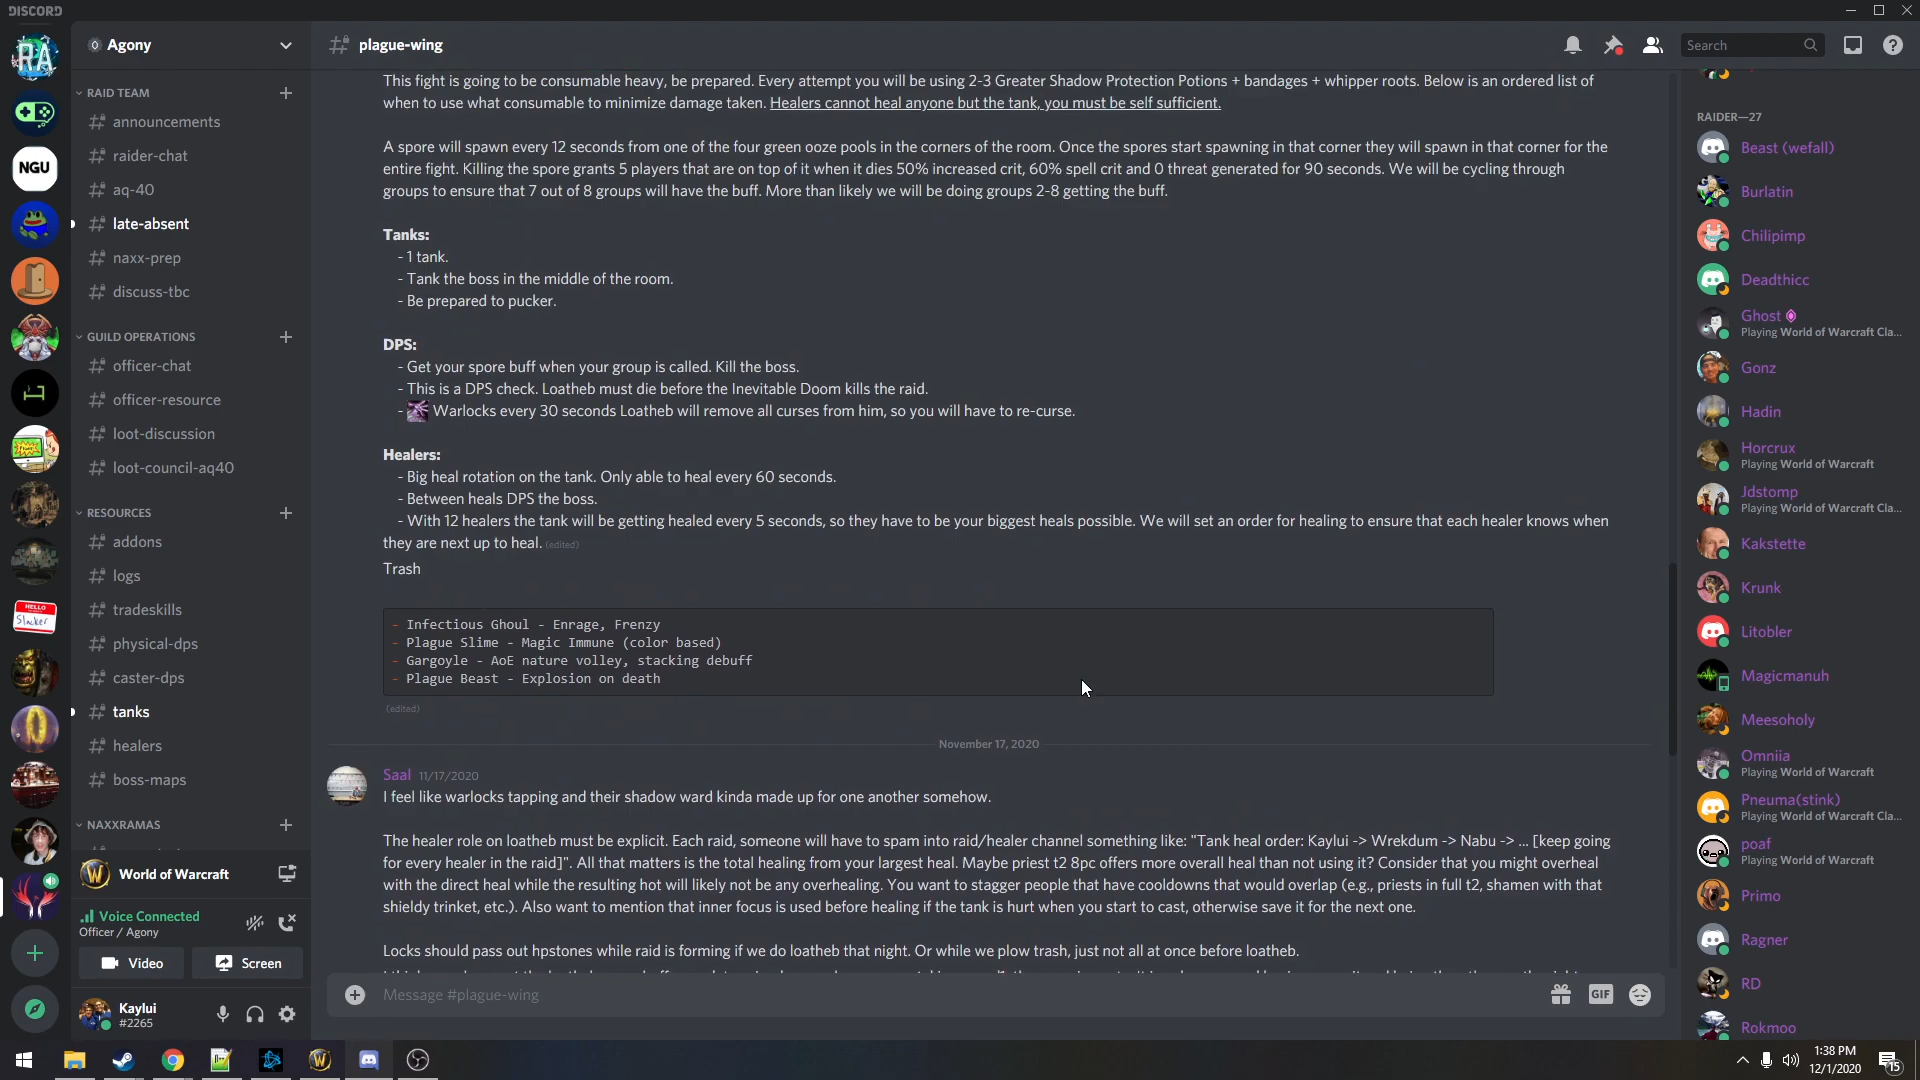 DISCORD
Agony
plague-wing
Search
RAID TEAM
announcements
raider-chat
aq-40
late-absent
naxx-prep
discuss-tbc
GUILD OPERATIONS
officer-chat
officer-resource
loot-discussion
loot-council-aq40
RESOURCES
addons
logs
tradeskills
physical-dps
caster-dps
tanks
healers
boss-maps
NAXXRAMAS
World of Warcraft
Voice Connected
Officer / Agony
Video
Screen
Kaylui
#2265
RA
NGU
HELLO
Slacker
This fight is going to be consumable heavy, be prepared. Every attempt you will be using 2-3 Greater Shadow Protection Potions + bandages + whipper roots. Below is an ordered list of
when to use what consumable to minimize damage taken. Healers cannot heal anyone but the tank, you must be self sufficient.
A spore will spawn every 12 seconds from one of the four green ooze pools in the corners of the room. Once the spores start spawning in that corner they will spawn in that corner for the
entire fight. Killing the spore grants 5 players that are on top of it when it dies 50% increased crit, 60% spell crit and 0 threat generated for 90 seconds. We will be cycling through
groups to ensure that 7 out of 8 groups will have the buff. More than likely we will be doing groups 2-8 getting the buff.
Tanks:
- 1 tank.
- Tank the boss in the middle of the room.
- Be prepared to pucker.
DPS:
- Get your spore buff when your group is called. Kill the boss.
- This is a DPS check. Loatheb must die before the Inevitable Doom kills the raid.
- Warlocks every 30 seconds Loatheb will remove all curses from him, so you will have to re-curse.
Healers:
- Big heal rotation on the tank. Only able to heal every 60 seconds.
- Between heals DPS the boss.
- With 12 healers the tank will be getting healed every 5 seconds, so they have to be your biggest heals possible. We will set an order for healing to ensure that each healer knows when
they are next up to heal. (edited)
Trash
- Infectious Ghoul - Enrage, Frenzy
- Plague Slime - Magic Immune (color based)
- Gargoyle - AoE nature volley, stacking debuff
- Plague Beast - Explosion on death
(edited)
November 17, 2020
Saal 11/17/2020
I feel like warlocks tapping and their shadow ward kinda made up for one another somehow.
The healer role on loatheb must be explicit. Each raid, someone will have to spam into raid/healer channel something like: "Tank heal order: Kaylui -> Wrekdum -> Nabu -> ... [keep going
for every healer in the raid]". All that matters is the total healing from your largest heal. Maybe priest t2 8pc offers more overall heal than not using it? Consider that you might overheal
with the direct heal while the resulting hot will likely not be any overhealing. You want to stagger people that have cooldowns that would overlap (e.g., priests in full t2, shamen with that
shieldy trinket, etc.). Also want to mention that inner focus is used before healing if the tank is hurt when you start to cast, otherwise save it for the next one.
Locks should pass out hpstones while raid is forming if we do loatheb that night. Or while we plow trash, just not all at once before loatheb.
Message #plague-wing
GIF
RAIDER—27
Beast (wefall)
Burlatin
Chilipimp
Deadthicc
Ghost
Playing World of Warcraft Cla...
Gonz
Hadin
Horcrux
Playing World of Warcraft
Jdstomp
Playing World of Warcraft Cla...
Kakstette
Krunk
Litobler
Magicmanuh
Meesoholy
Omniia
Playing World of Warcraft
Pneuma(stink)
Playing World of Warcraft Cla...
poaf
Playing World of Warcraft
Primo
Ragner
RD
Rokmoo
1:38 PM
12/1/2020
15